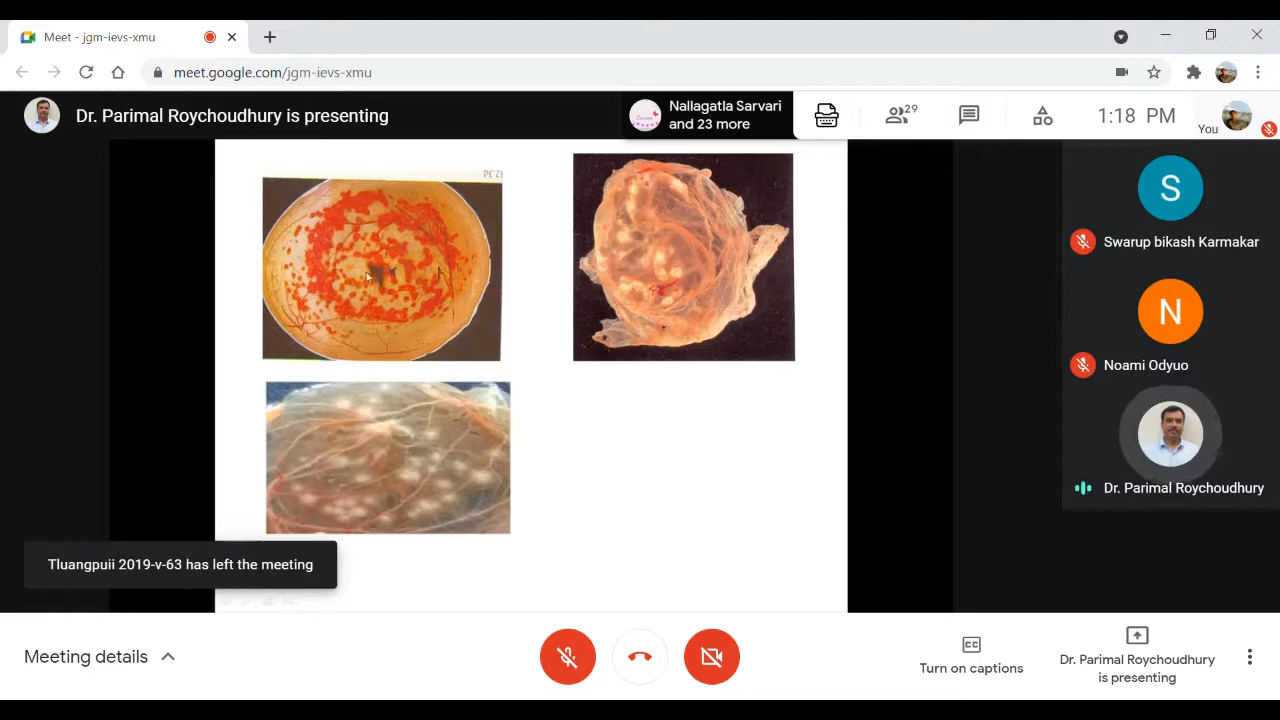 Meet - jgm-ievs-xmu
meet.google.com/jgm-ievs-xmu
Dr. Parimal Roychoudhury is presenting
Nallagatla Sarvari
and 23 more
29
1:18 PM
You
S
Swarup bikash Karmakar
N
Noami Odyuo
Dr. Parimal Roychoudhury
Tluangpuii 2019-v-63 has left the meeting
Meeting details
CC
Turn on captions
Dr. Parimal Roychoudhury
is presenting